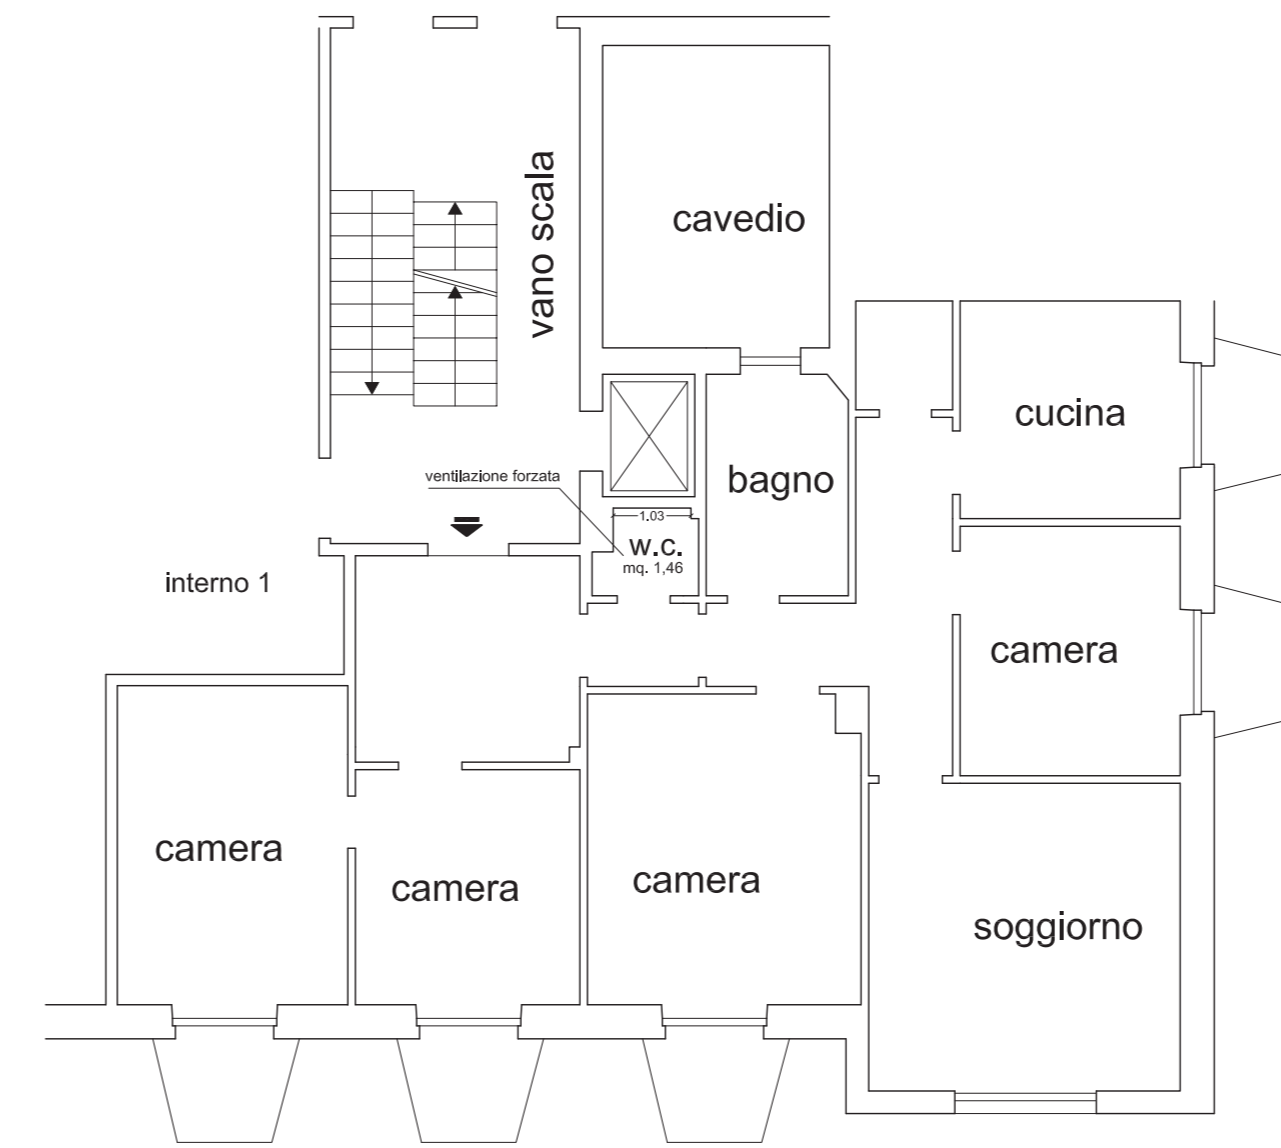 vano scala
cavedio
cucina
ventilazione forzata
bagno
1.03
w.c.
mq. 1,46
interno 1
camera
camera
camera
camera
soggiorno